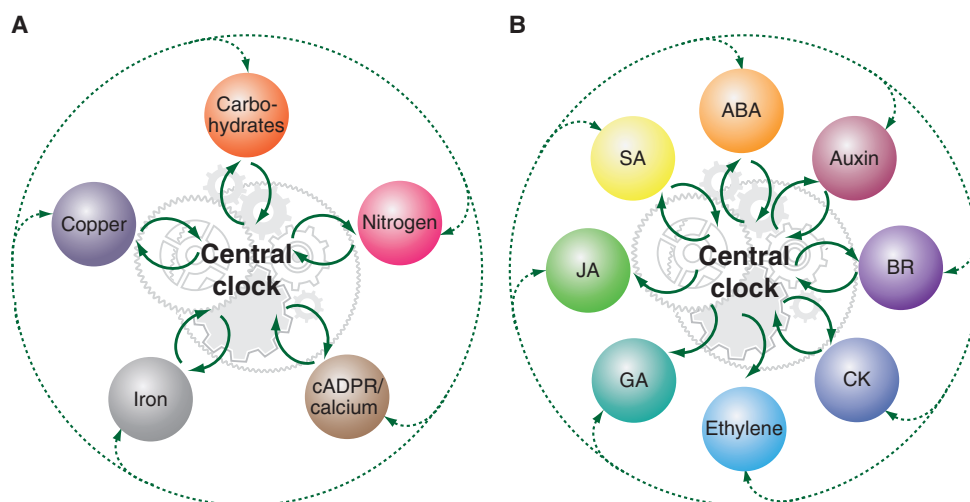 A
Carbo-
hydrates
Copper
Nitrogen
Central
clock
Iron
cADPR/
calcium
B
ABA
SA
Auxin
JA
Central
clock
BR
GA
CK
Ethylene